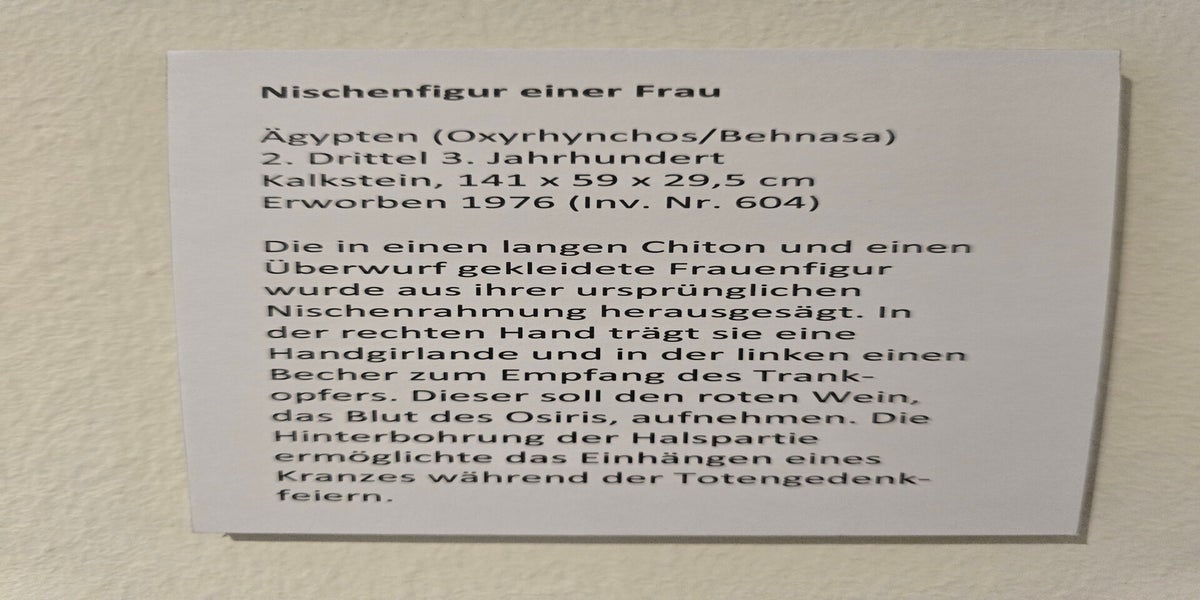 Nischenfigur einer Frau
Ägypten (Oxyrhynchos/Behnasa)
2. Drittel 3. Jahrhundert
Kalkstein, 141 x 59 x 29,5 cm
Erworben 1976 (Inv. Nr. 604)
Die in einen langen Chiton und einen
Überwurf gekleidete Frauenfigur
wurde aus ihrer ursprünglichen
Nischenrahmung herausgesägt. In
der rechten Hand trägt sie eine
Handgirlande und in der linken einen
Becher zum Empfang des Trank-
opfers. Dieser soll den roten Wein,
das Blut des Osiris, aufnehmen. Die
Hinterbohrung der Halspartie
ermöglichte das Einhängen eines
Kranzes während der Totengedenk-
feiern.